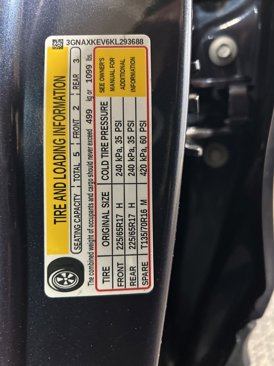 3GNAXKEV6KL293688
TIRE AND LOADING INFORMATION
SEATING CAPACITY TOTAL 5 FRONT 2 REAR 3
The combined weight of occupants and cargo should never exceed 499 kg or 1099 lbs.
TIRE ORIGINAL SIZE COLD TIRE PRESSURE
FRONT 225/65R17 H 240 kPa, 35 PSI
REAR 225/65R17 H 240 kPa, 35 PSI
SPARE T135/70R16 M 420 kPa, 60 PSI
SEE OWNER'S
MANUAL FOR
ADDITIONAL
INFORMATION